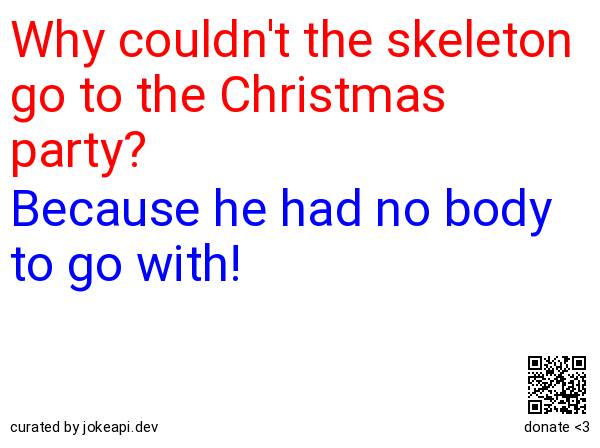 Why couldn't the skeleton
go to the Christmas
party?
Because he had no body
to go with!
curated by jokeapi.dev
donate <3